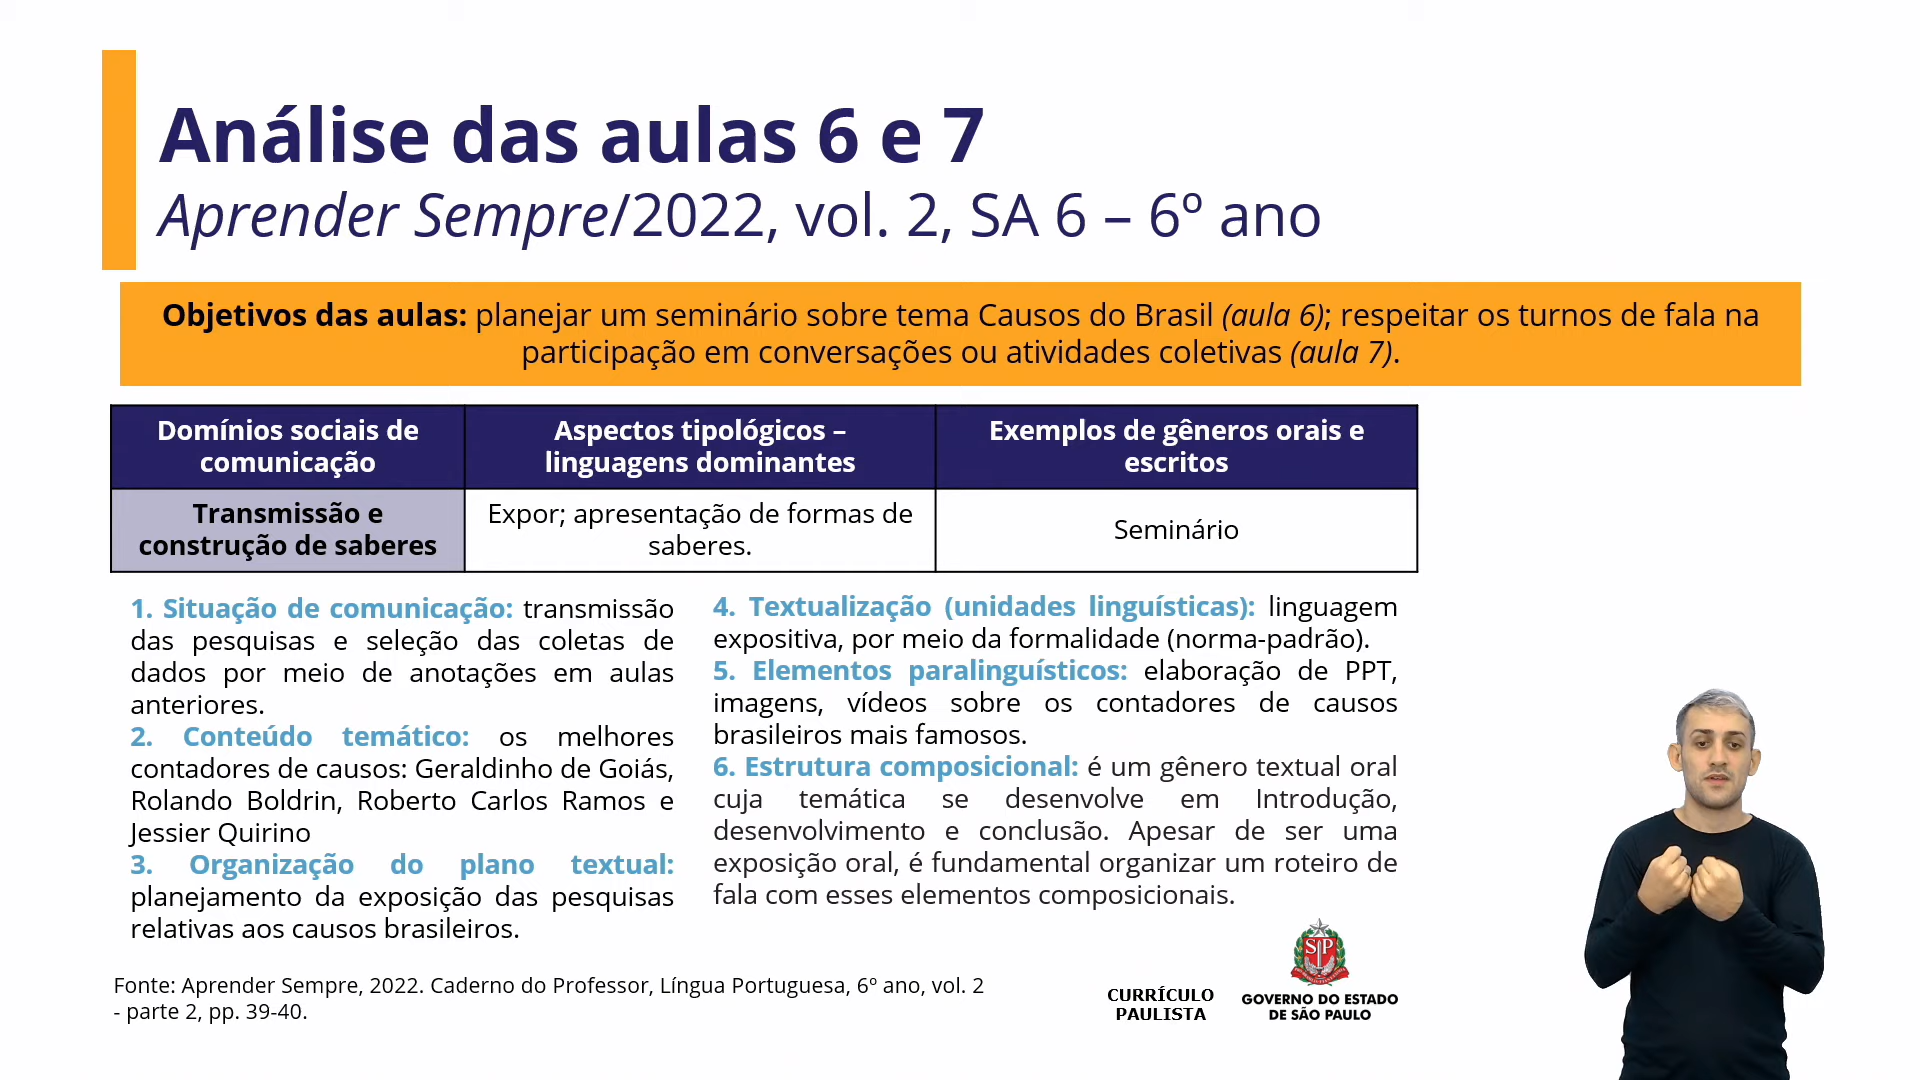 Análise das aulas 6 e 7
Aprender Sempre/2022, vol. 2, SA 6 – 6º ano
Objetivos das aulas: planejar um seminário sobre tema Causos do Brasil (aula 6); respeitar os turnos de fala na
participação em conversações ou atividades coletivas (aula 7).
Domínios sociais de
comunicação
Aspectos tipológicos –
linguagens dominantes
Exemplos de gêneros orais e
escritos
Transmissão e
construção de saberes
Expor; apresentação de formas de
saberes.
Seminário
1. Situação de comunicação: transmissão
das pesquisas e seleção das coletas de
dados por meio de anotações em aulas
anteriores.
2. Conteúdo temático: os melhores
contadores de causos: Geraldinho de Goiás,
Rolando Boldrin, Roberto Carlos Ramos e
Jessier Quirino
3. Organização do plano textual:
planejamento da exposição das pesquisas
relativas aos causos brasileiros.
4. Textualização (unidades linguísticas): linguagem
expositiva, por meio da formalidade (norma-padrão).
5. Elementos paralinguísticos: elaboração de PPT,
imagens, vídeos sobre os contadores de causos
brasileiros mais famosos.
6. Estrutura composicional: é um gênero textual oral
cuja temática se desenvolve em Introdução,
desenvolvimento e conclusão. Apesar de ser uma
exposição oral, é fundamental organizar um roteiro de
fala com esses elementos composicionais.
Fonte: Aprender Sempre, 2022. Caderno do Professor, Língua Portuguesa, 6º ano, vol. 2
- parte 2, pp. 39-40.
CURRÍCULO
PAULISTA
SP
GOVERNO DO ESTADO
DE SÃO PAULO